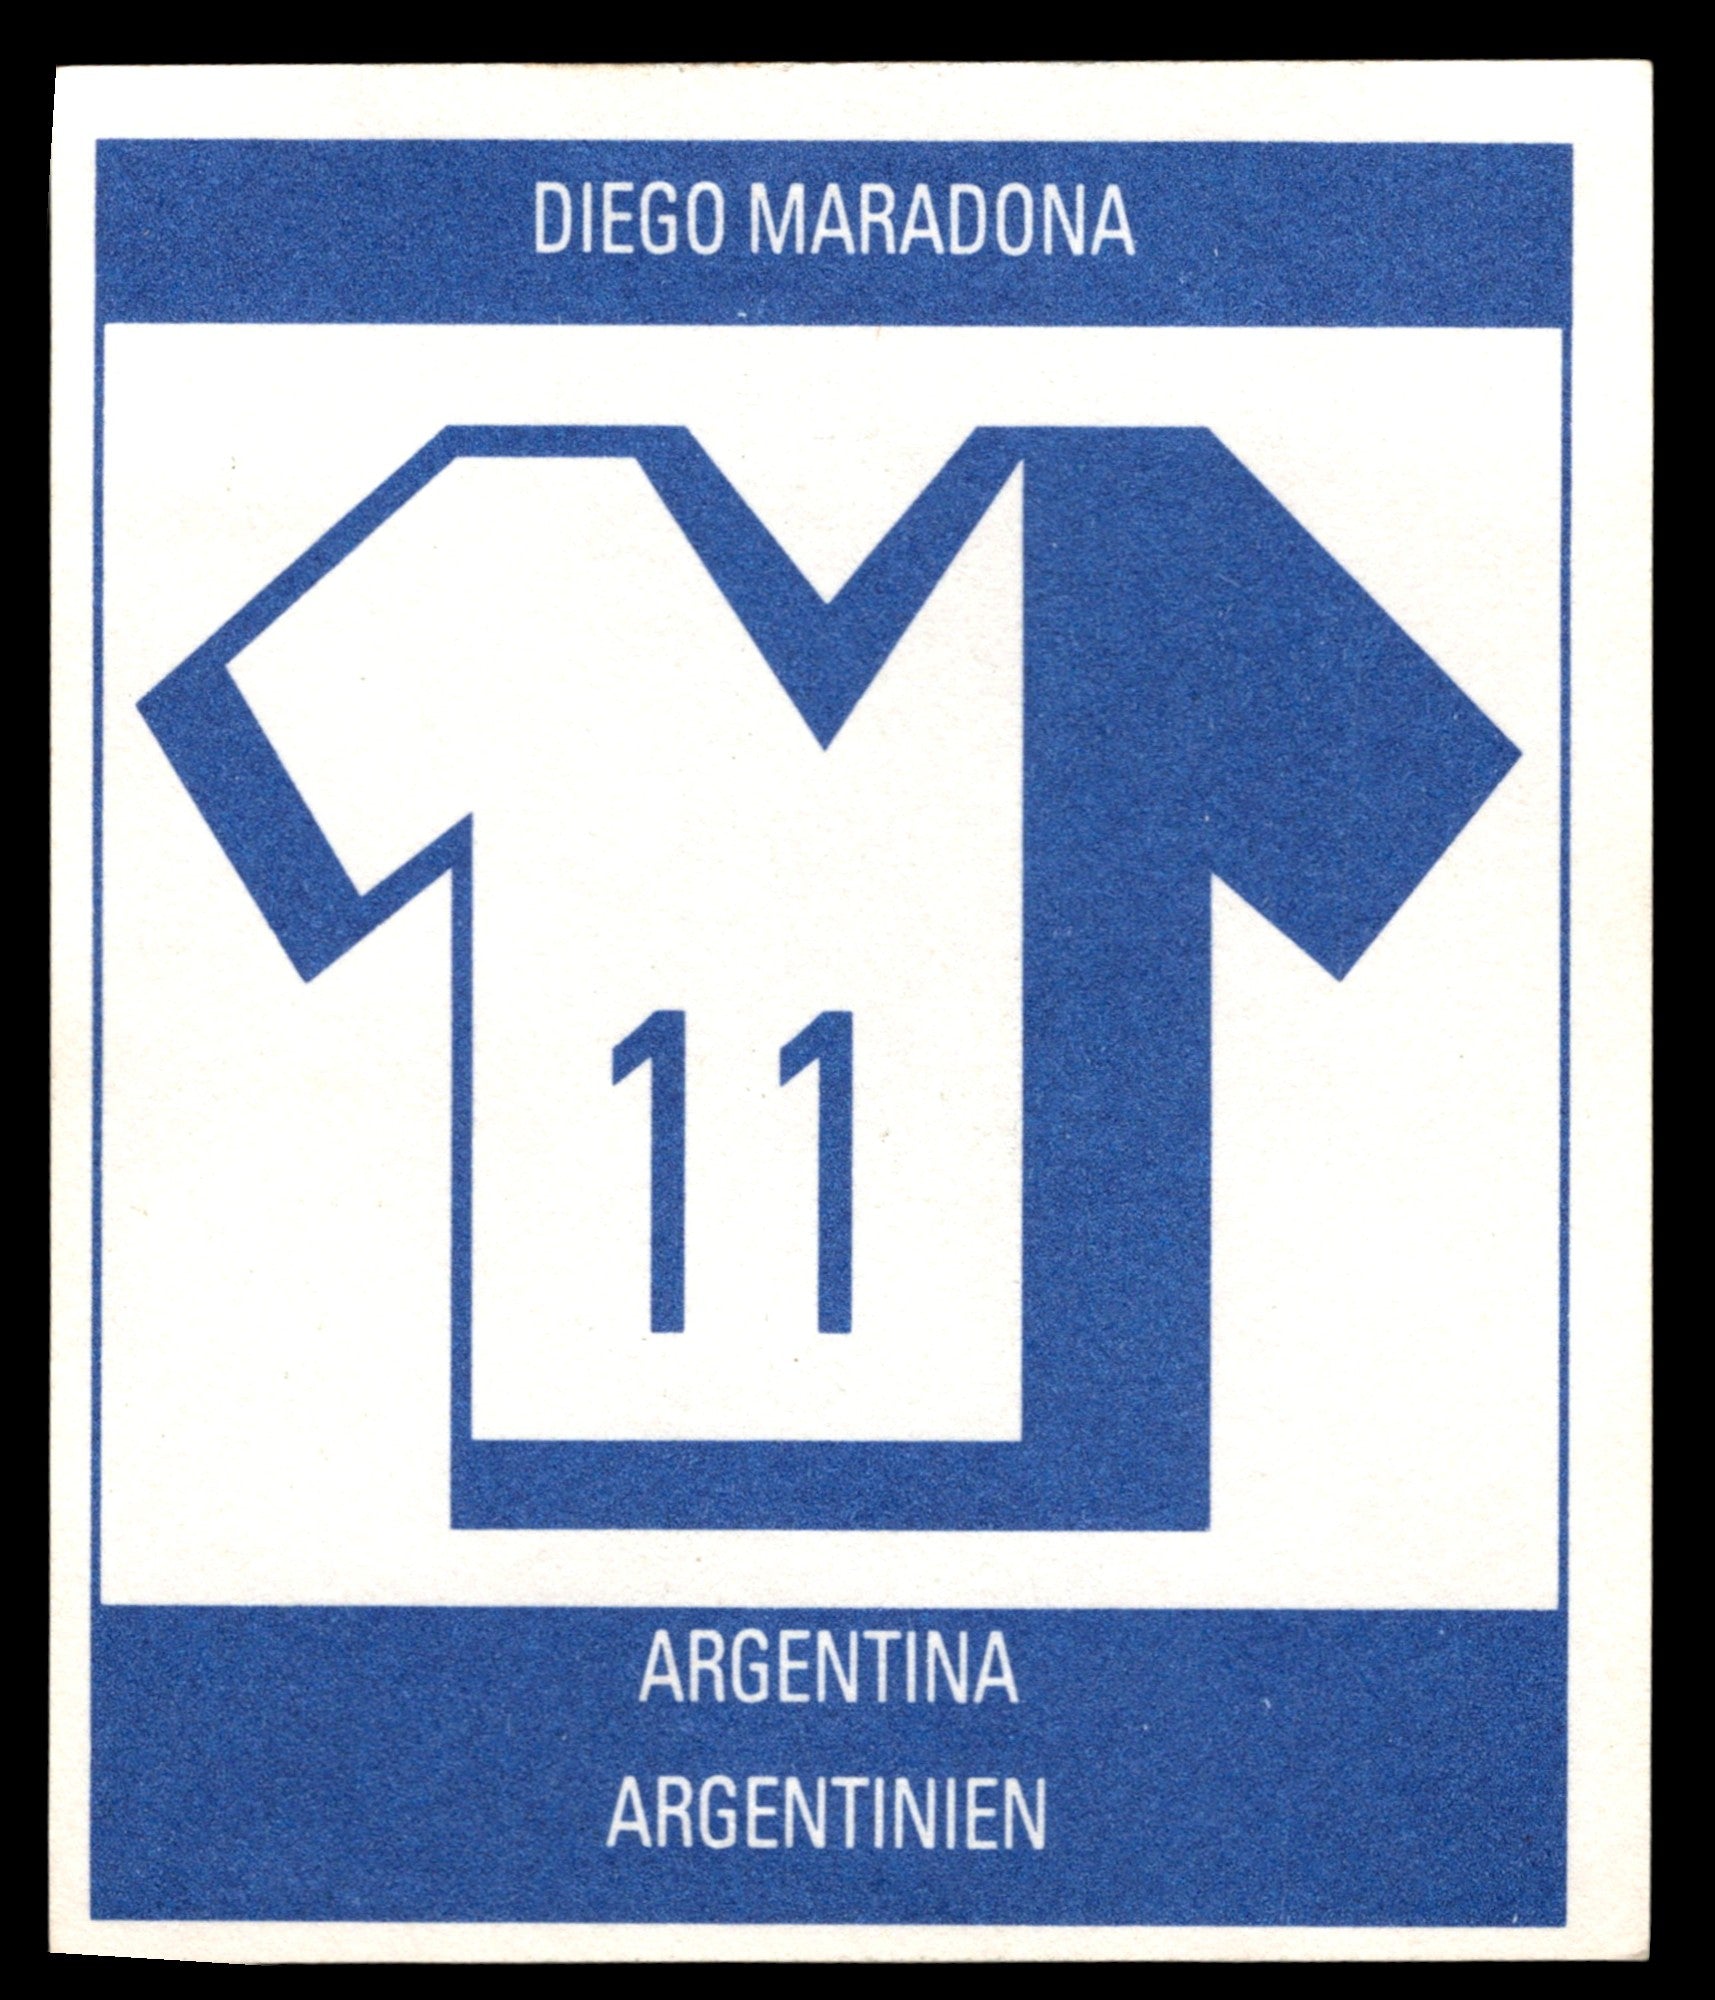 DIEGO MARADONA
11
ARGENTINA
ARGENTINIEN